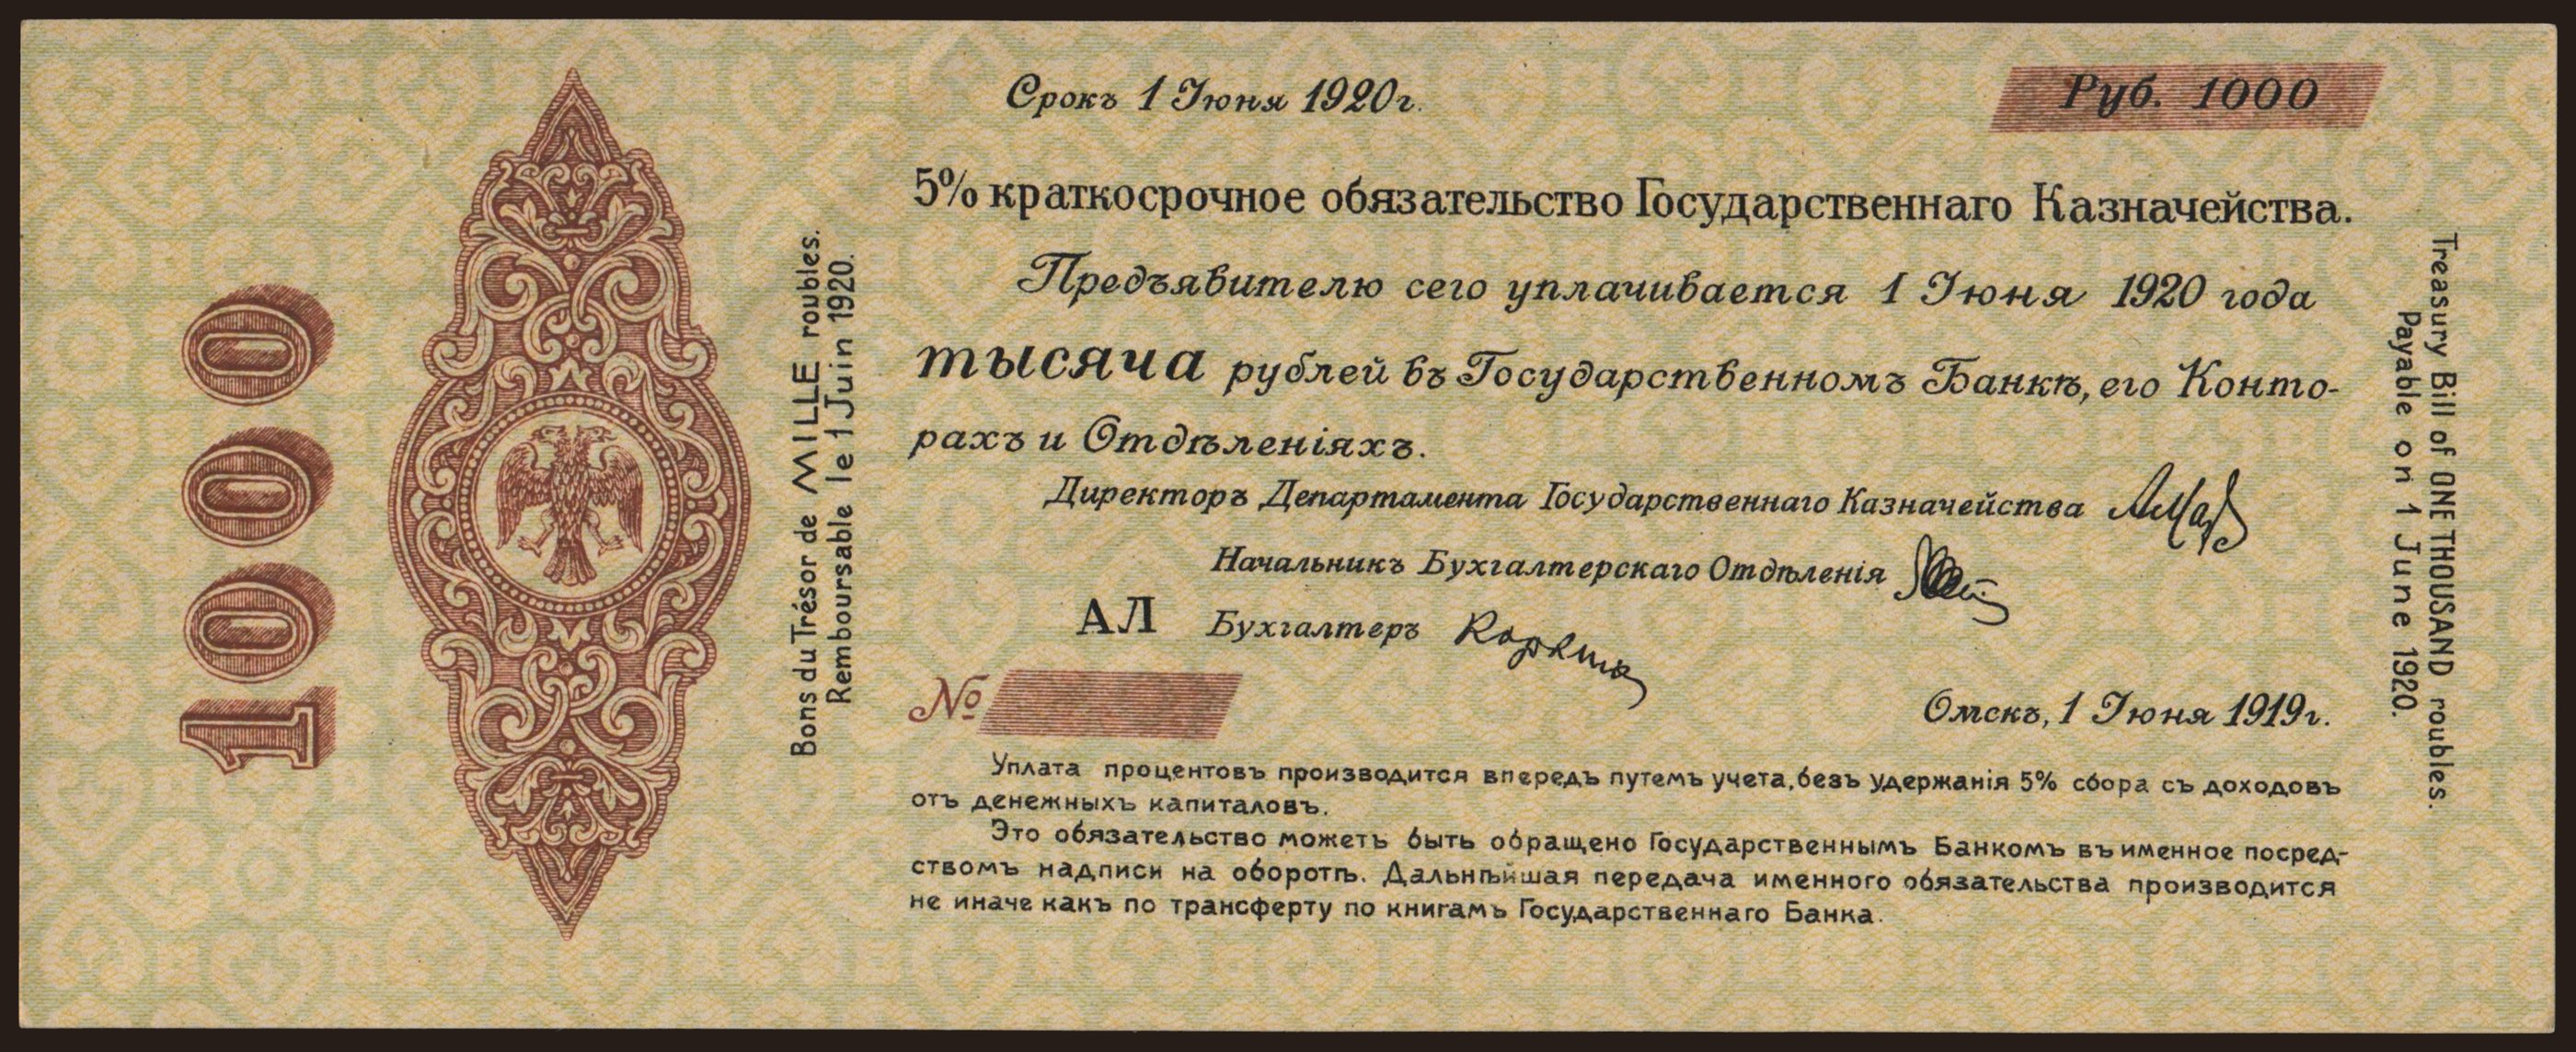 1000
Bons du Trésor de MILLE roubles.
Remboursable le 1 Juin 1920.
Срокъ 1 Июня 1920 г.
Руб. 1000
5% краткосрочное обязательство Государственнаго Казначейства.
Предъявителю сего уплачивается 1 Июня 1920 года
тысяча рублей въ Государственномъ Банкѣ, его Конто-
рахъ и Отдѣленіяхъ.
Директоръ Департамента Государственнаго Казначейства
Начальникъ Бухгалтерскаго Отдѣленія
АЛ Бухгалтеръ
№
Омскъ, 1 Июня 1919 г.
Уплата процентовъ производится впередъ путемъ учета, безъ удержанія 5% сбора съ доходовъ
отъ денежныхъ капиталовъ.
Это обязательство можетъ быть обращено Государственнымъ Банкомъ въ именное посред-
ствомъ надписи на оборотѣ. Дальнѣйшая передача именного обязательства производится
не иначе какъ по трансферту по книгамъ Государственнаго Банка.
Treasury Bill of ONE THOUSAND roubles.
Payable on 1 June 1920.